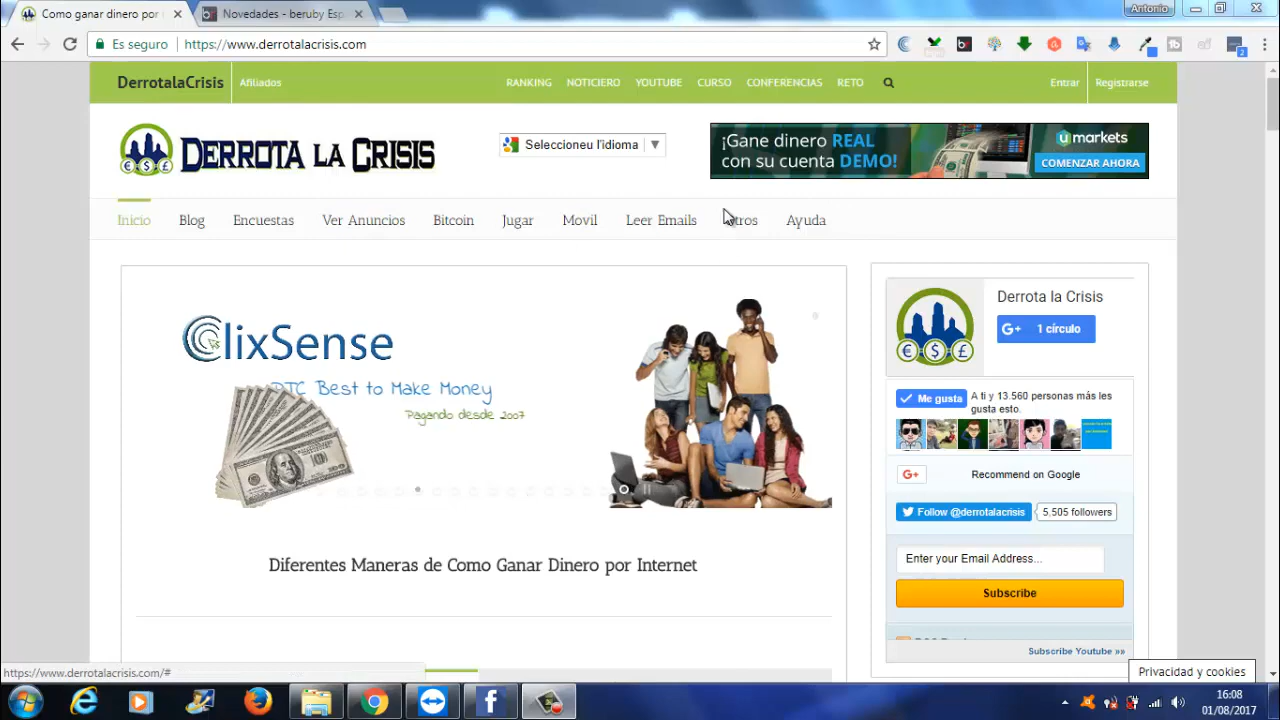 Como ganar dinero por
Novedades - beruby Esp
Antonio
Es seguro
https://www.derrotalacrisis.com
DerrotalaCrisis
Afiliados
RANKING
NOTICIERO
YOUTUBE
CURSO
CONFERENCIAS
RETO
Entrar
Registrarse
DERROTA LA CRISIS
Seleccioneu l'idioma
¡Gane dinero REAL
con su cuenta DEMO!
umarkets
COMENZAR AHORA
Inicio
Blog
Encuestas
Ver Anuncios
Bitcoin
Jugar
Movil
Leer Emails
Ayuda
ClixSense
PTC Best to Make Money
Pagando desde 2007
Diferentes Maneras de Como Ganar Dinero por Internet
Derrota la Crisis
G+ 1 círculo
Me gusta
A ti y 13.560 personas más les
gusta esto.
G+
Recommend on Google
Follow @derrotalacrisis
5.505 followers
Enter your Email Address...
Subscribe
Subscribe Youtube »»
https://www.derrotalacrisis.com/#
Privacidad y cookies
16:08
01/08/2017